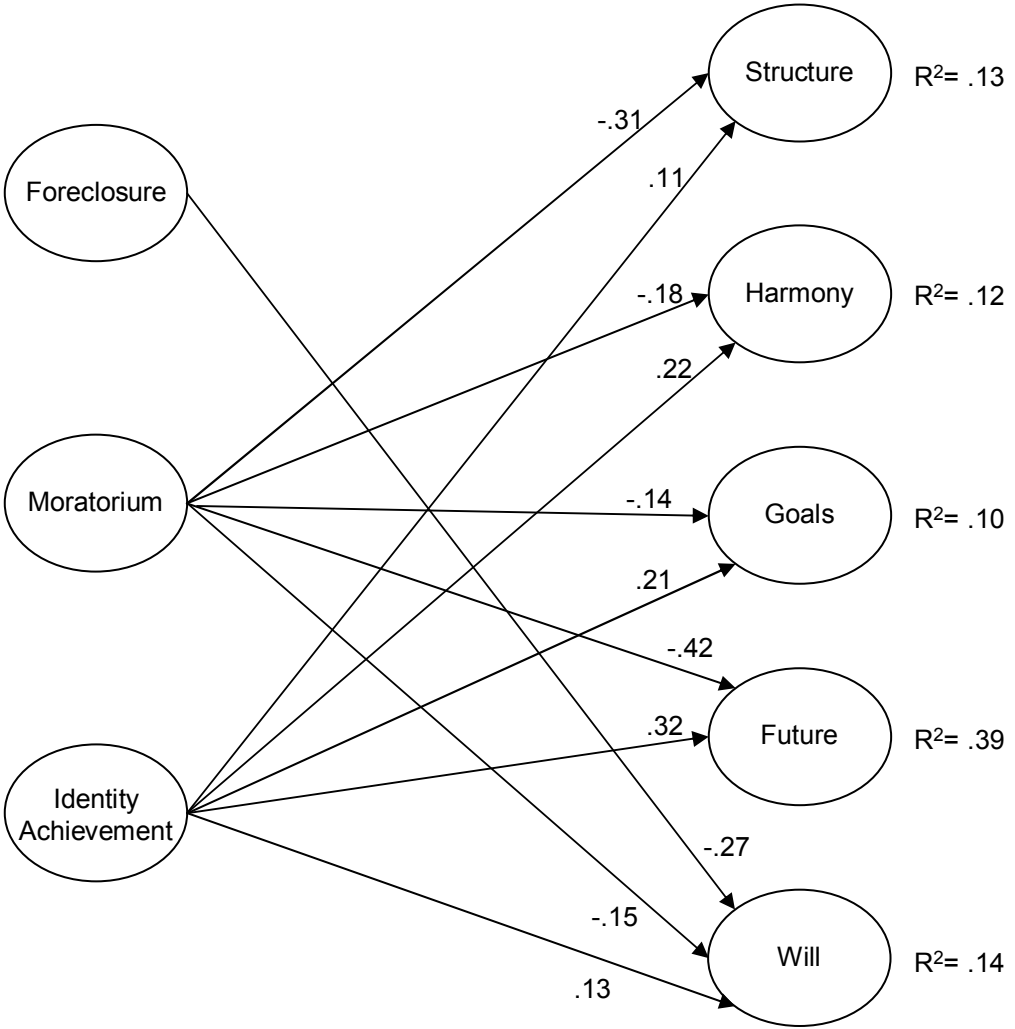 Structure
R²= .13
-.31
Foreclosure
.11
Harmony
R²= .12
-.18
.22
Moratorium
-.14
Goals
R²= .10
.21
-.42
.32
Future
R²= .39
Identity
Achievement
-.27
-.15
Will
R²= .14
.13